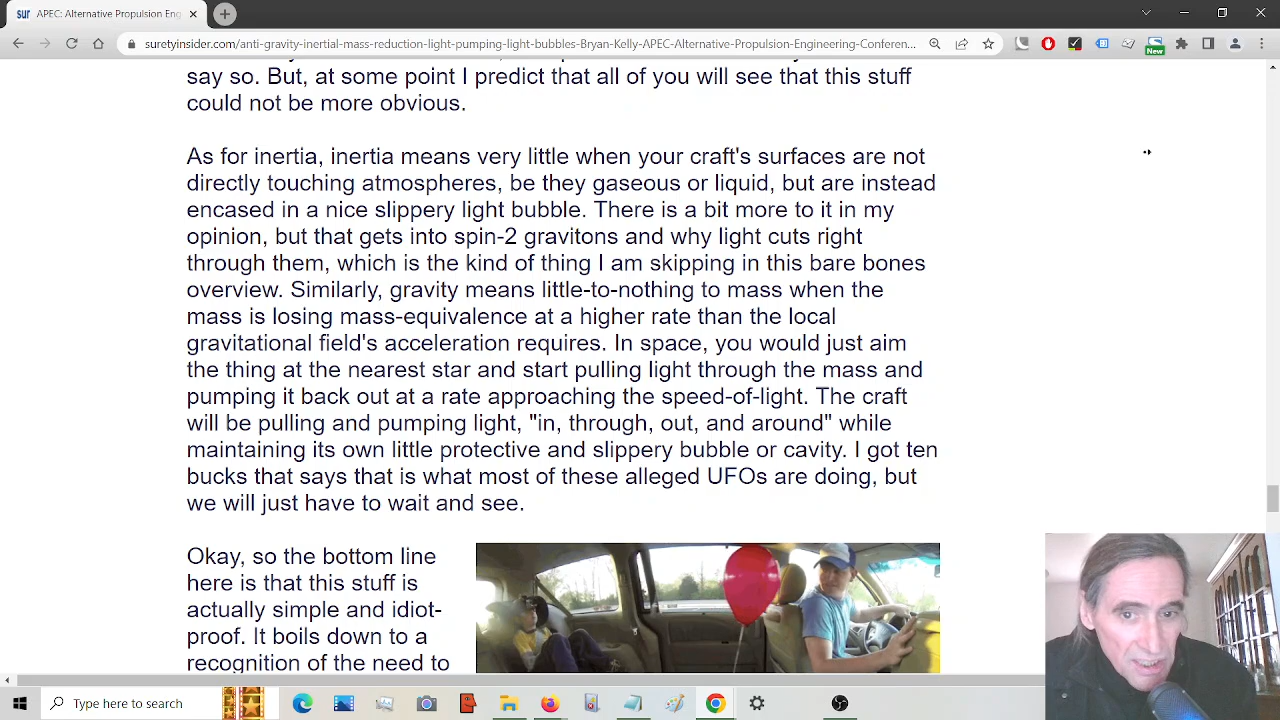 sur APEC: Alternative Propulsion Eng
suretyinsider.com/anti-gravity-inertial-mass-reduction-light-pumping-light-bubbles-Bryan-Kelly-APEC-Alternative-Propulsion-Engineering-Conferen...
New
say so. But, at some point I predict that all of you will see that this stuff
could not be more obvious.
As for inertia, inertia means very little when your craft's surfaces are not
directly touching atmospheres, be they gaseous or liquid, but are instead
encased in a nice slippery light bubble. There is a bit more to it in my
opinion, but that gets into spin-2 gravitons and why light cuts right
through them, which is the kind of thing I am skipping in this bare bones
overview. Similarly, gravity means little-to-nothing to mass when the
mass is losing mass-equivalence at a higher rate than the local
gravitational field's acceleration requires. In space, you would just aim
the thing at the nearest star and start pulling light through the mass and
pumping it back out at a rate approaching the speed-of-light. The craft
will be pulling and pumping light, "in, through, out, and around" while
maintaining its own little protective and slippery bubble or cavity. I got ten
bucks that says that is what most of these alleged UFOs are doing, but
we will just have to wait and see.
Okay, so the bottom line
here is that this stuff is
actually simple and idiot-
proof. It boils down to a
recognition of the need to
Type here to search